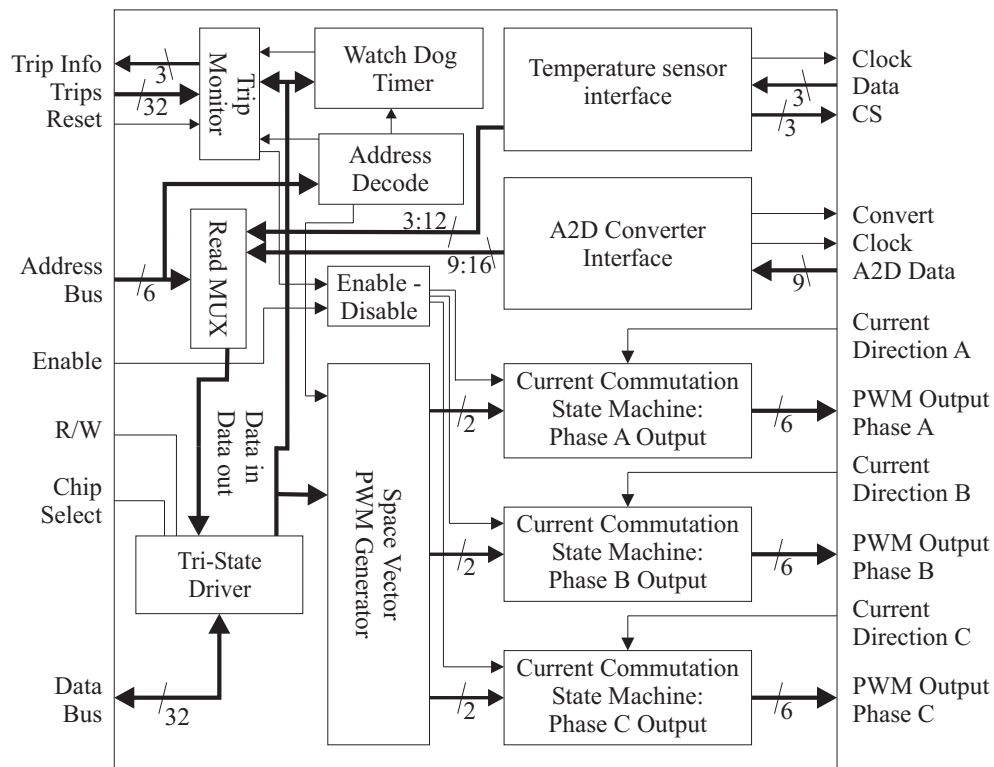 Trip Info
Trips
Reset
3
32
Trip
Monitor
Watch Dog
Timer
Address
Decode
Temperature sensor
interface
Clock
Data
CS
3
3
A2D Converter
Interface
Convert
Clock
A2D Data
9
3:12
9:16
Address
Bus
6
Read MUX
Enable -
Disable
Enable
R/W
Chip
Select
Data in
Data out
Tri-State
Driver
Data
Bus
32
Space Vector
PWM Generator
2
2
2
Current Commutation
State Machine:
Phase A Output
Current
Direction A
6
PWM Output
Phase A
Current Commutation
State Machine:
Phase B Output
Current
Direction B
6
PWM Output
Phase B
Current Commutation
State Machine:
Phase C Output
Current
Direction C
6
PWM Output
Phase C